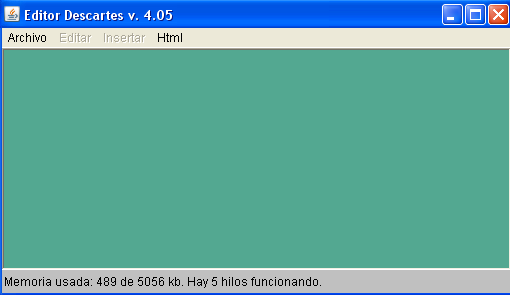 Editor Descartes v. 4.05
Archivo Editar Insertar Html
Memoria usada: 489 de 5056 kb. Hay 5 hilos funcionando.